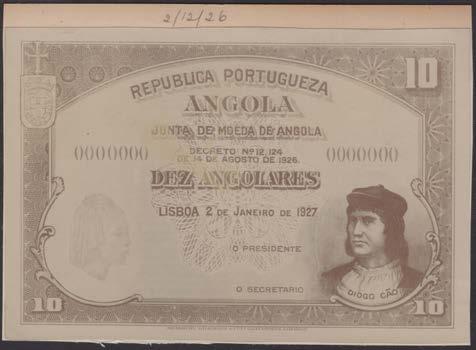 2/12/26
REPUBLICA PORTUGUEZA
10
ANGOLA
JUNTA DE MOEDA DE ANGOLA
DECRETO Nº 12,124
DE 14 DE AGOSTO DE 1926.
0000000
0000000
DEZ ANGOLARES
LISBOA 2 DE JANEIRO DE 1927
O PRESIDENTE
O SECRETARIO
DIOGO CÃO
10
10